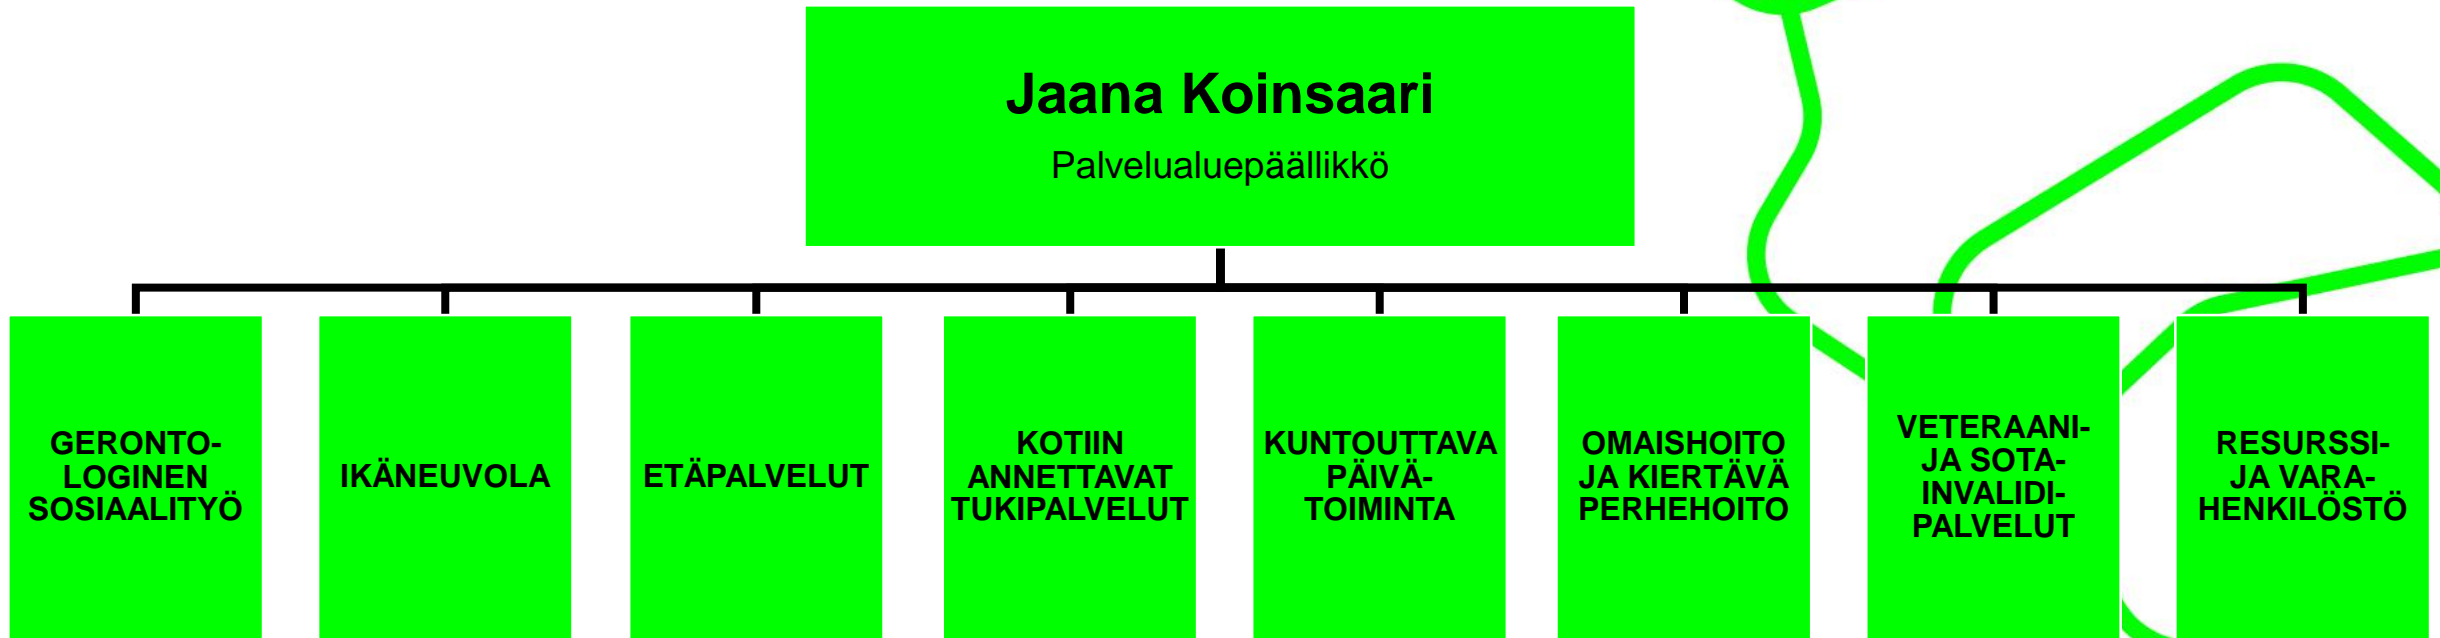 Jaana Koinsaari
Palvelualuepäällikkö
GERONTO-
LOGINEN
SOSIAALITYÖ
IKÄNEUVOLA
ETÄPALVELUT
KOTIIN
ANNETTAVAT
TUKIPALVELUT
KUNTOUTTAVA
PÄIVÄ-
TOIMINTA
OMAISHOITO
JA KIERTÄVÄ
PERHEHOITO
VETERAANI-
JA SOTA-
INVALIDI-
PALVELUT
RESURSSI-
JA VARA-
HENKILÖSTÖ